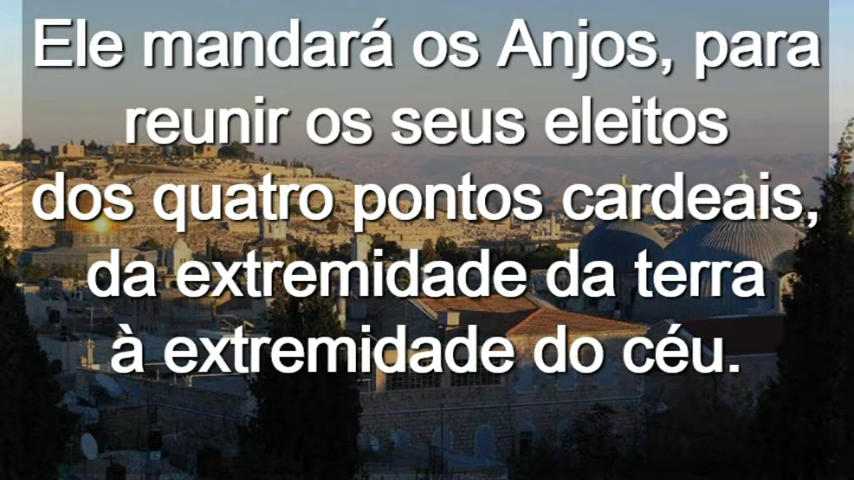 Ele mandará os Anjos, para
reunir os seus eleitos
dos quatro pontos cardeais,
da extremidade da terra
à extremidade do céu.